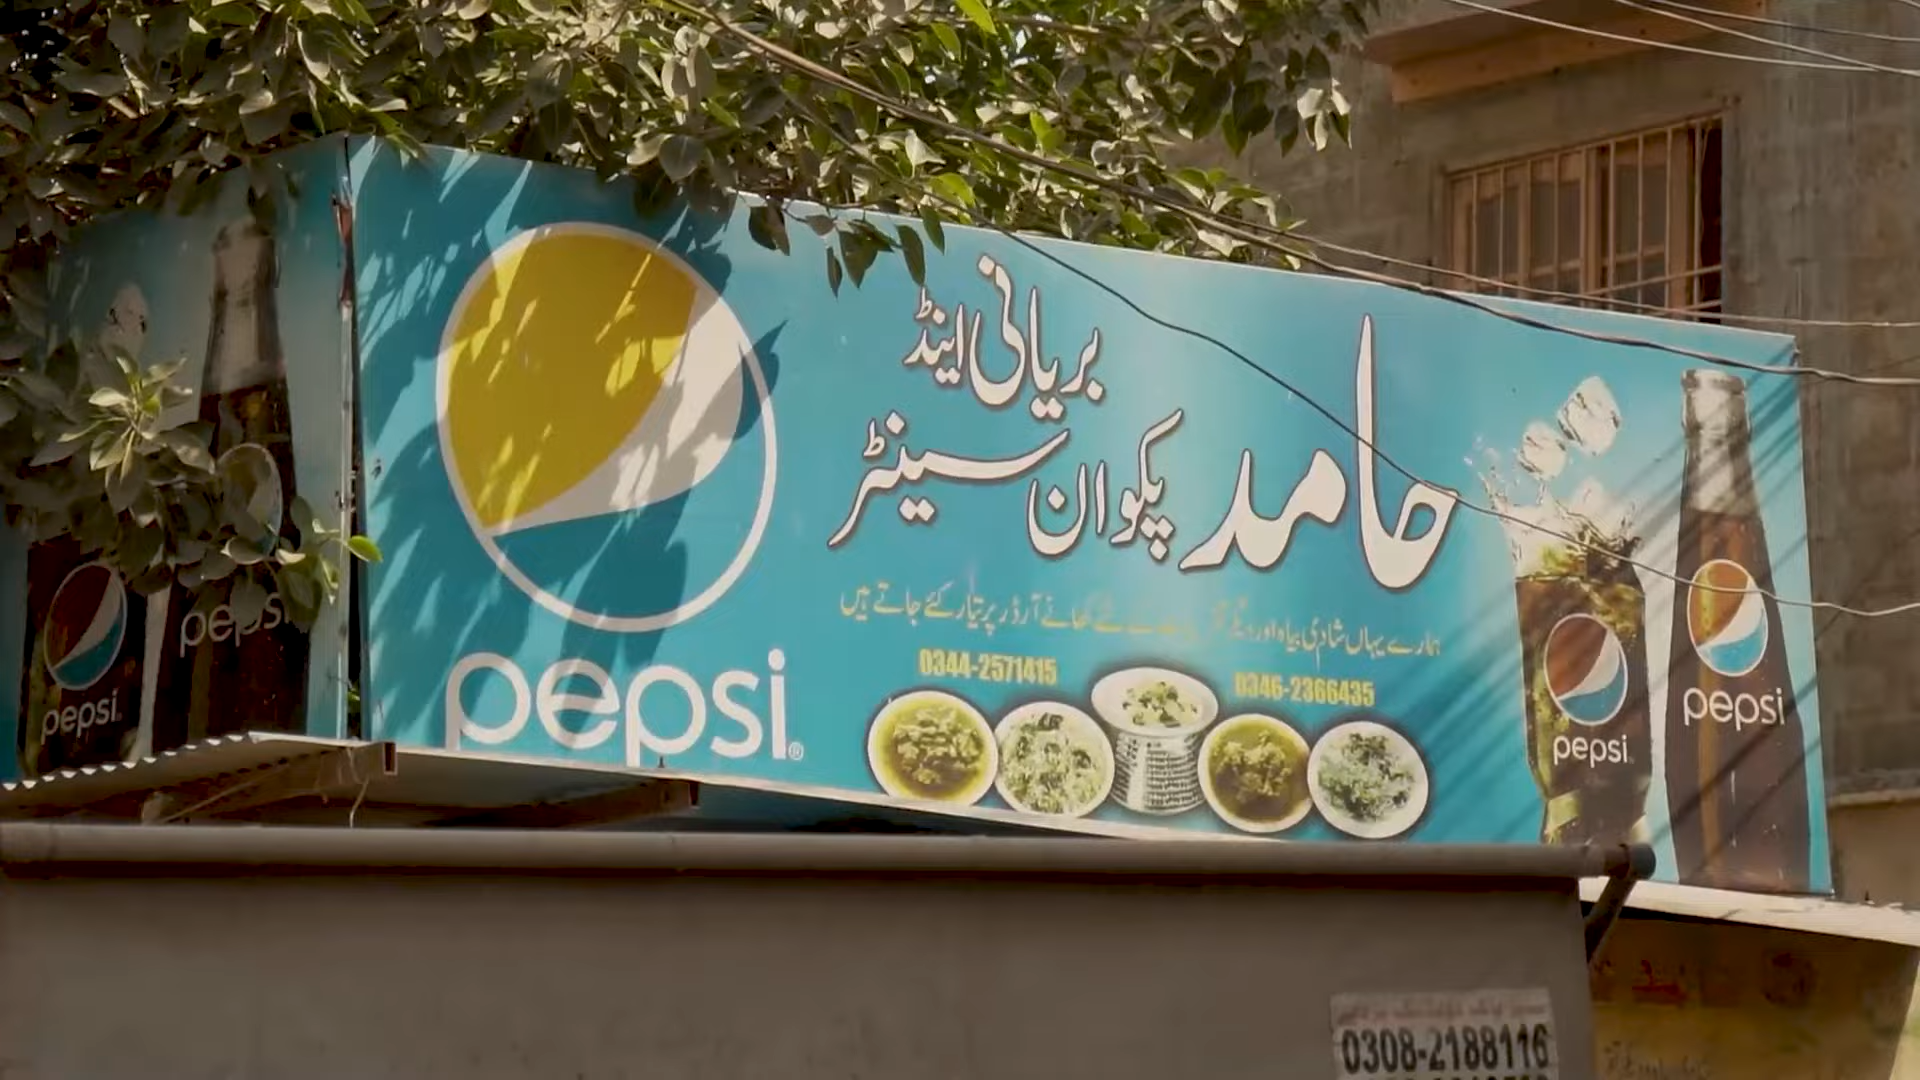 حامد بریانی اینڈ
پکوان سینٹر
ہمارے یہاں شادی بیاہ اور دیگر کھانے آرڈر پر تیار کئے جاتے ہیں
0344-2571415
0346-2366435
pepsi®
pepsi
pepsi
pepsi
pepsi
0308-2188116